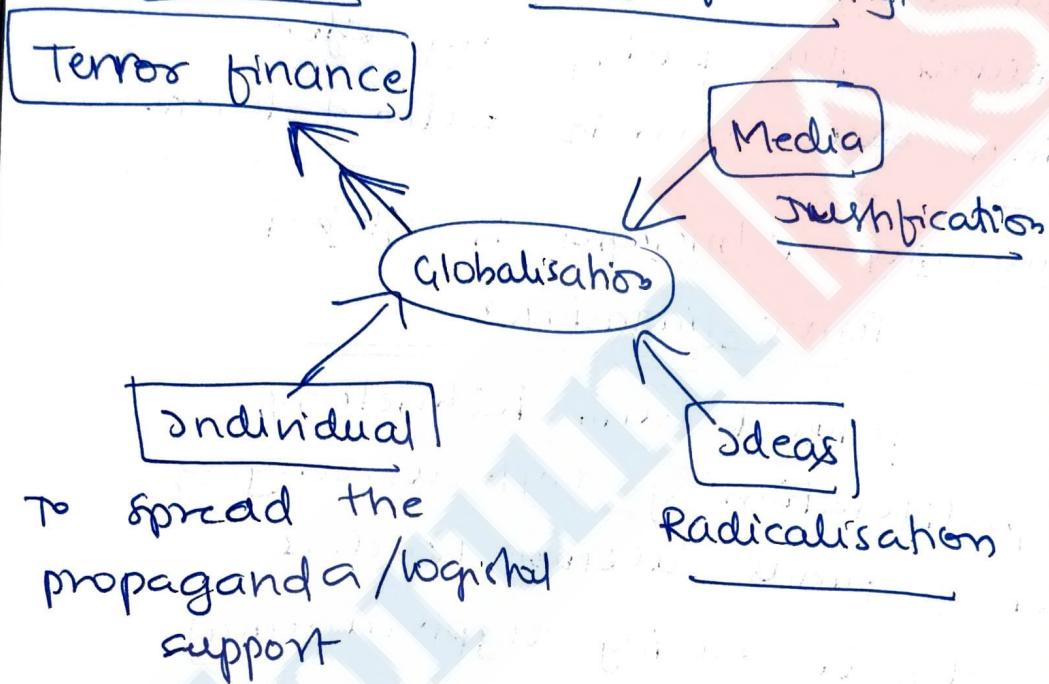 Terror finance
Media
Justification
Globalisation
Individual
Ideas
To spread the
Radicalisation
propaganda/logistical
support